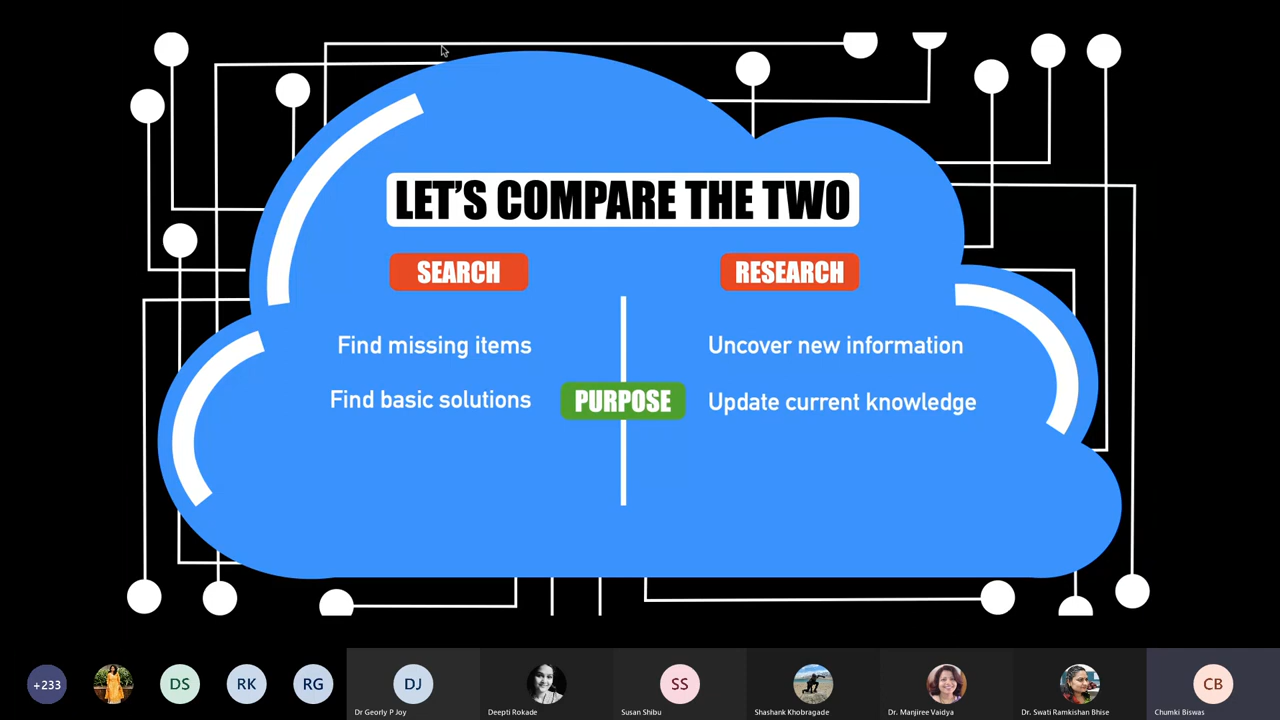 LET'S COMPARE THE TWO
SEARCH
RESEARCH
Find missing items
Uncover new information
Find basic solutions
PURPOSE
Update current knowledge
+233
DS
RK
RG
DJ
SS
CB
Dr Georly P Joy
Deepti Rokade
Susan Shibu
Shashank Khobragade
Dr. Manjiree Vaidya
Dr. Swati Ramkishan Bhise
Chumki Biswas